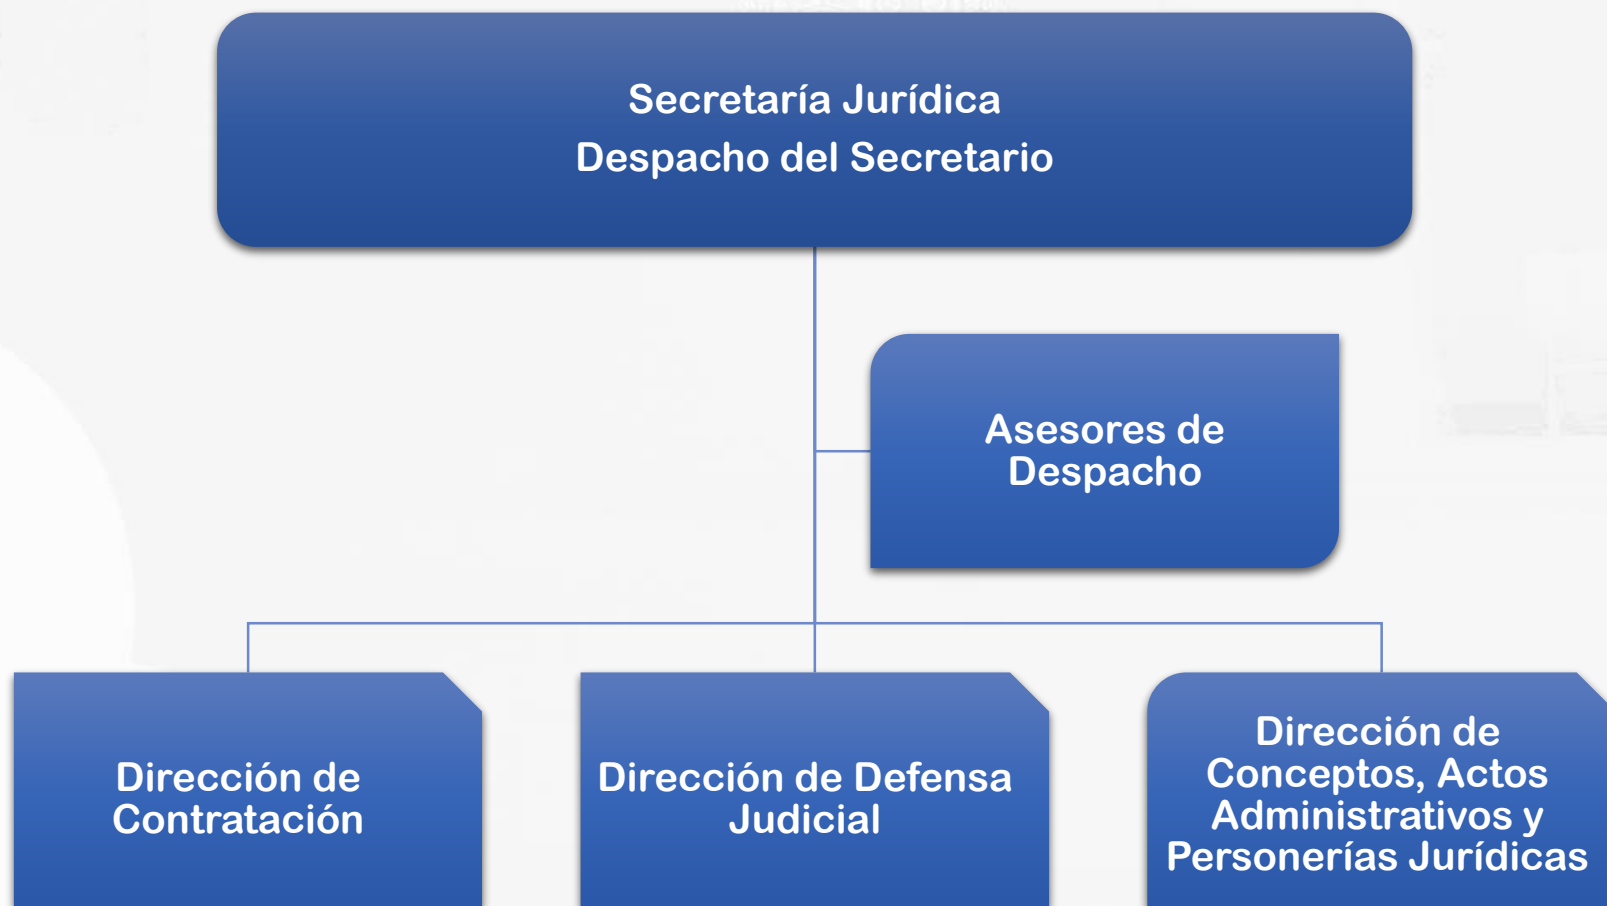 Secretaría Jurídica
Despacho del Secretario
Asesores de
Despacho
Dirección de
Contratación
Dirección de Defensa
Judicial
Dirección de
Conceptos, Actos
Administrativos y
Personerías Jurídicas